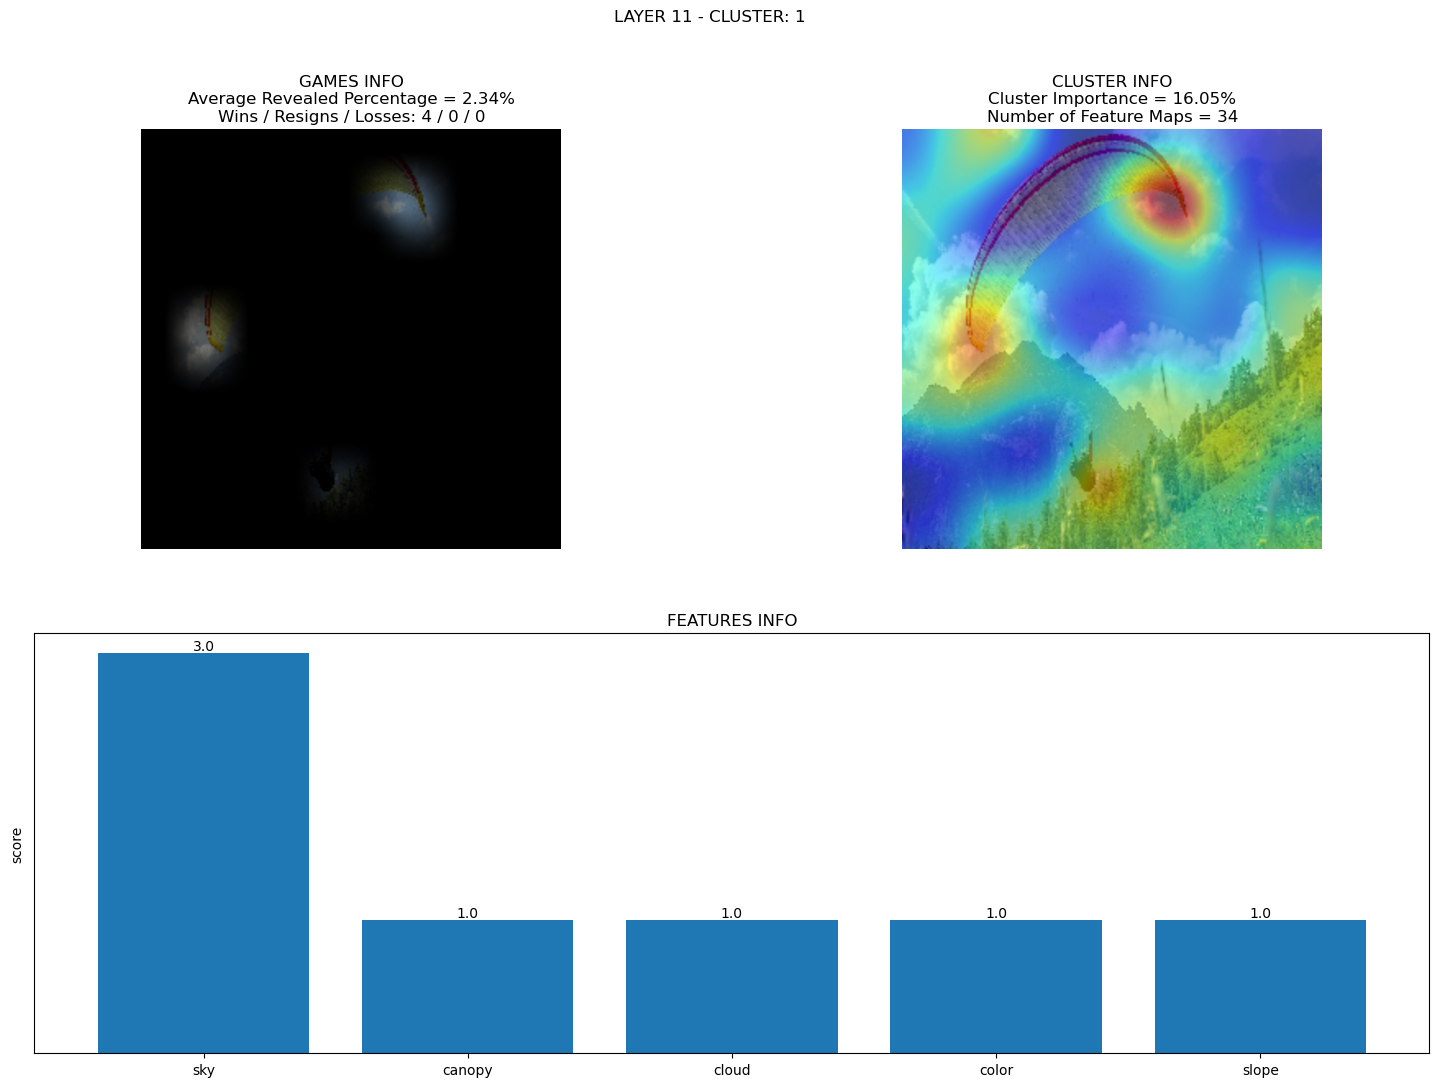 LAYER 11 - CLUSTER: 1
GAMES INFO
Average Revealed Percentage = 2.34%
Wins / Resigns / Losses: 4 / 0 / 0
CLUSTER INFO
Cluster Importance = 16.05%
Number of Feature Maps = 34
FEATURES INFO
score
3.0
1.0
1.0
1.0
1.0
sky
canopy
cloud
color
slope